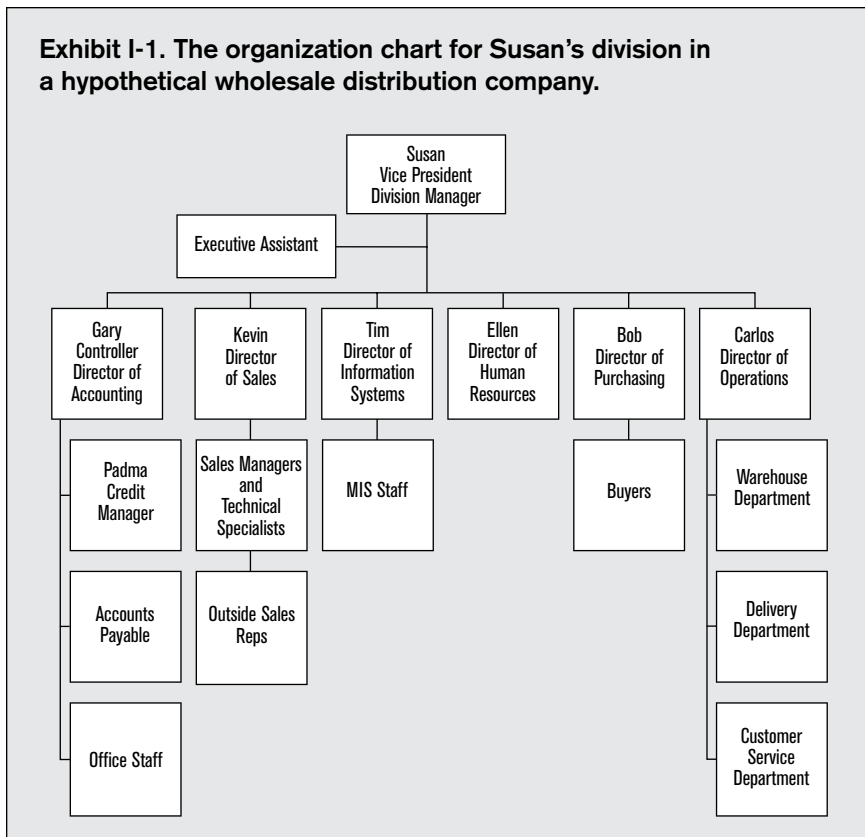 Exhibit I-1. The organization chart for Susan's division in
a hypothetical wholesale distribution company.
Susan
Vice President
Division Manager
Executive Assistant
Gary
Controller
Director of
Accounting
Kevin
Director
of Sales
Tim
Director of
Information
Systems
Ellen
Director of
Human
Resources
Bob
Director of
Purchasing
Carlos
Director of
Operations
Padma
Credit
Manager
Sales Managers
and
Technical
Specialists
MIS Staff
Buyers
Warehouse
Department
Accounts
Payable
Outside Sales
Reps
Delivery
Department
Office Staff
Customer
Service
Department